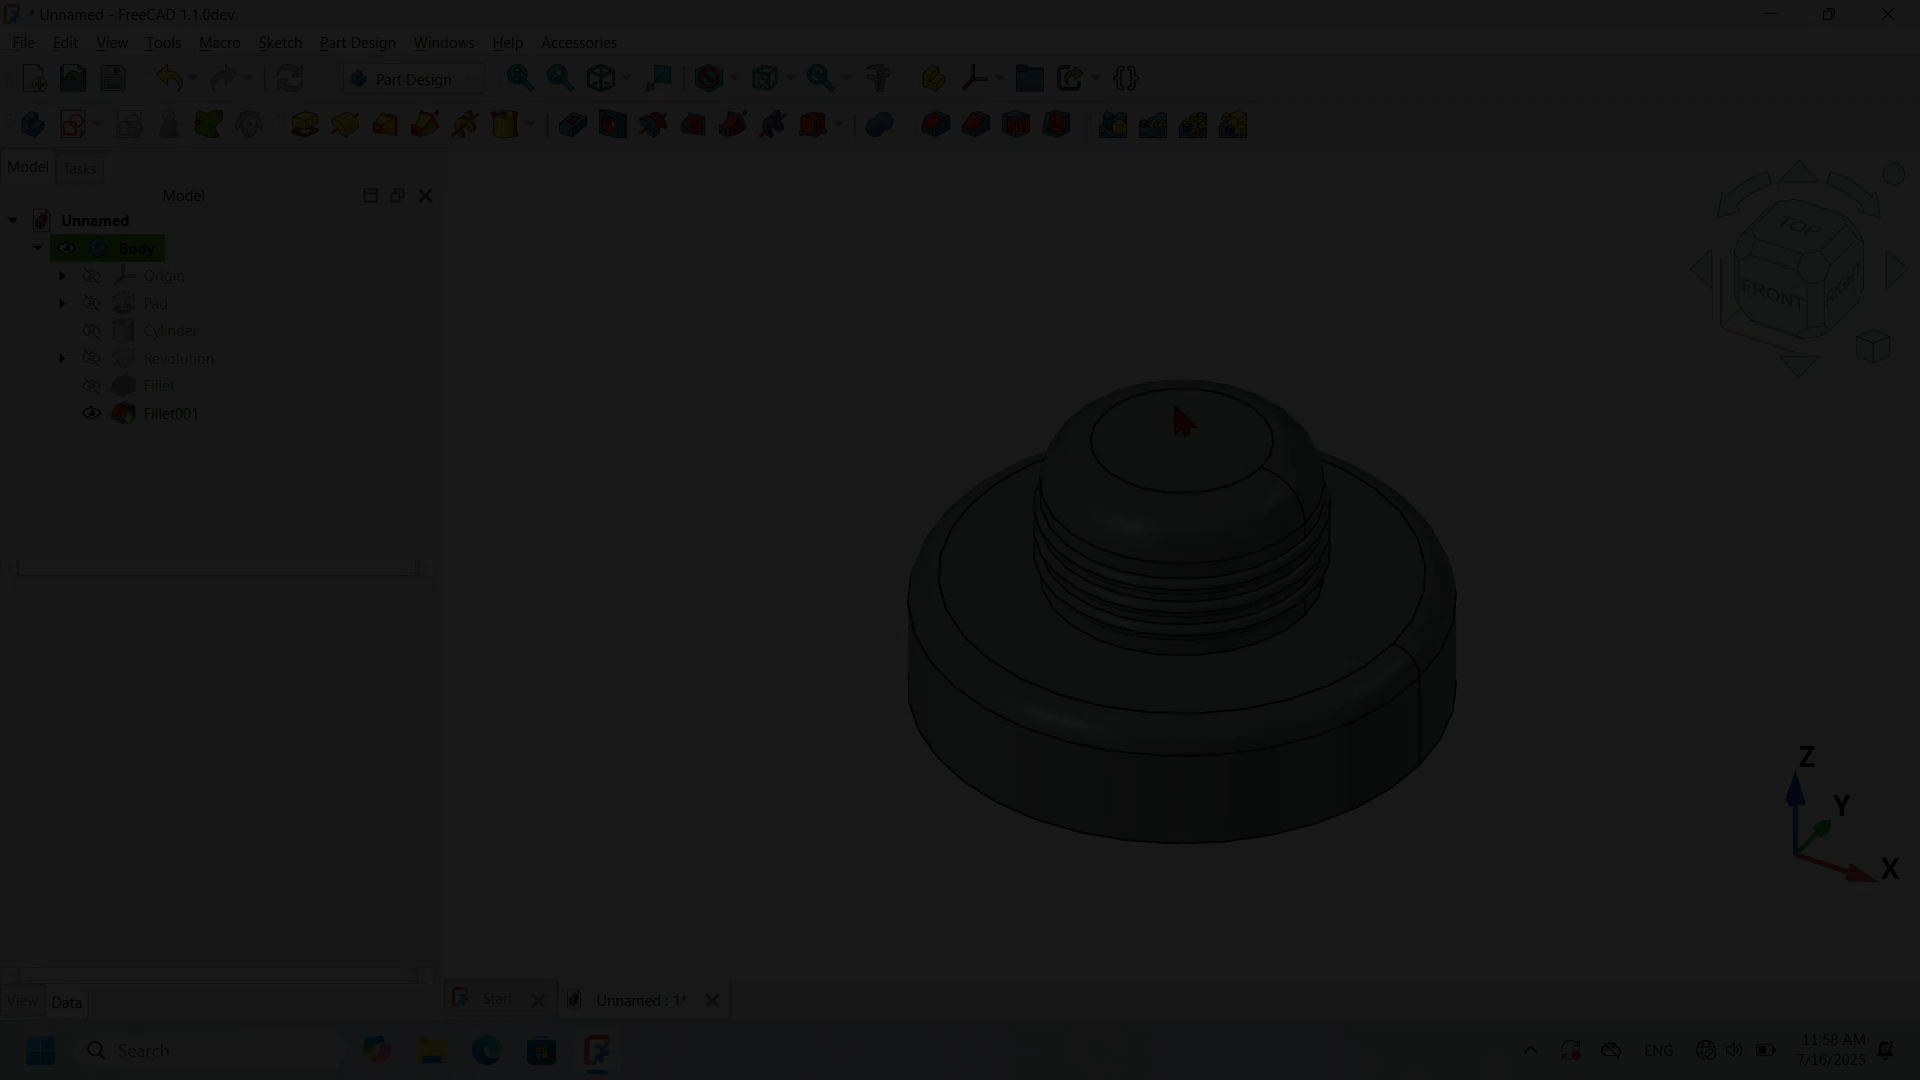 * Unnamed - FreeCAD 1.1.0dev
File Edit View Tools Macro Sketch Part Design Windows Help Accessories
Part Design
Model Tasks
Model
Unnamed
Body
Origin
Pad
Cylinder
Revolution
Fillet
Fillet001
TOP
FRONT
RIGHT
Z
Y
X
View Data
Start
Unnamed : 1*
Search
ENG
11:58 AM
7/16/2025